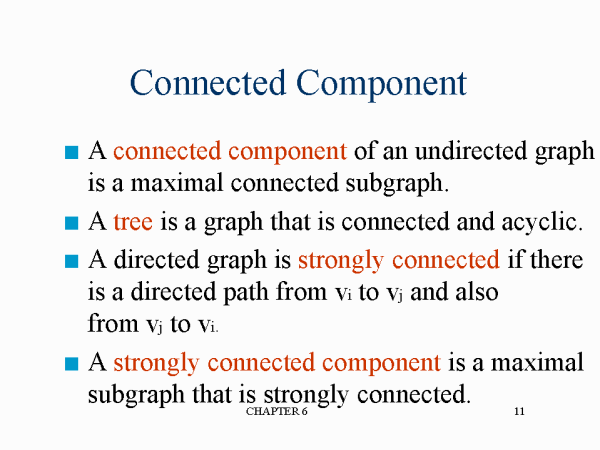 Connected Component
A connected component of an undirected graph
is a maximal connected subgraph.
A tree is a graph that is connected and acyclic.
A directed graph is strongly connected if there
is a directed path from vi to vj and also
from vj to vi.
A strongly connected component is a maximal
subgraph that is strongly connected.
CHAPTER 6 11